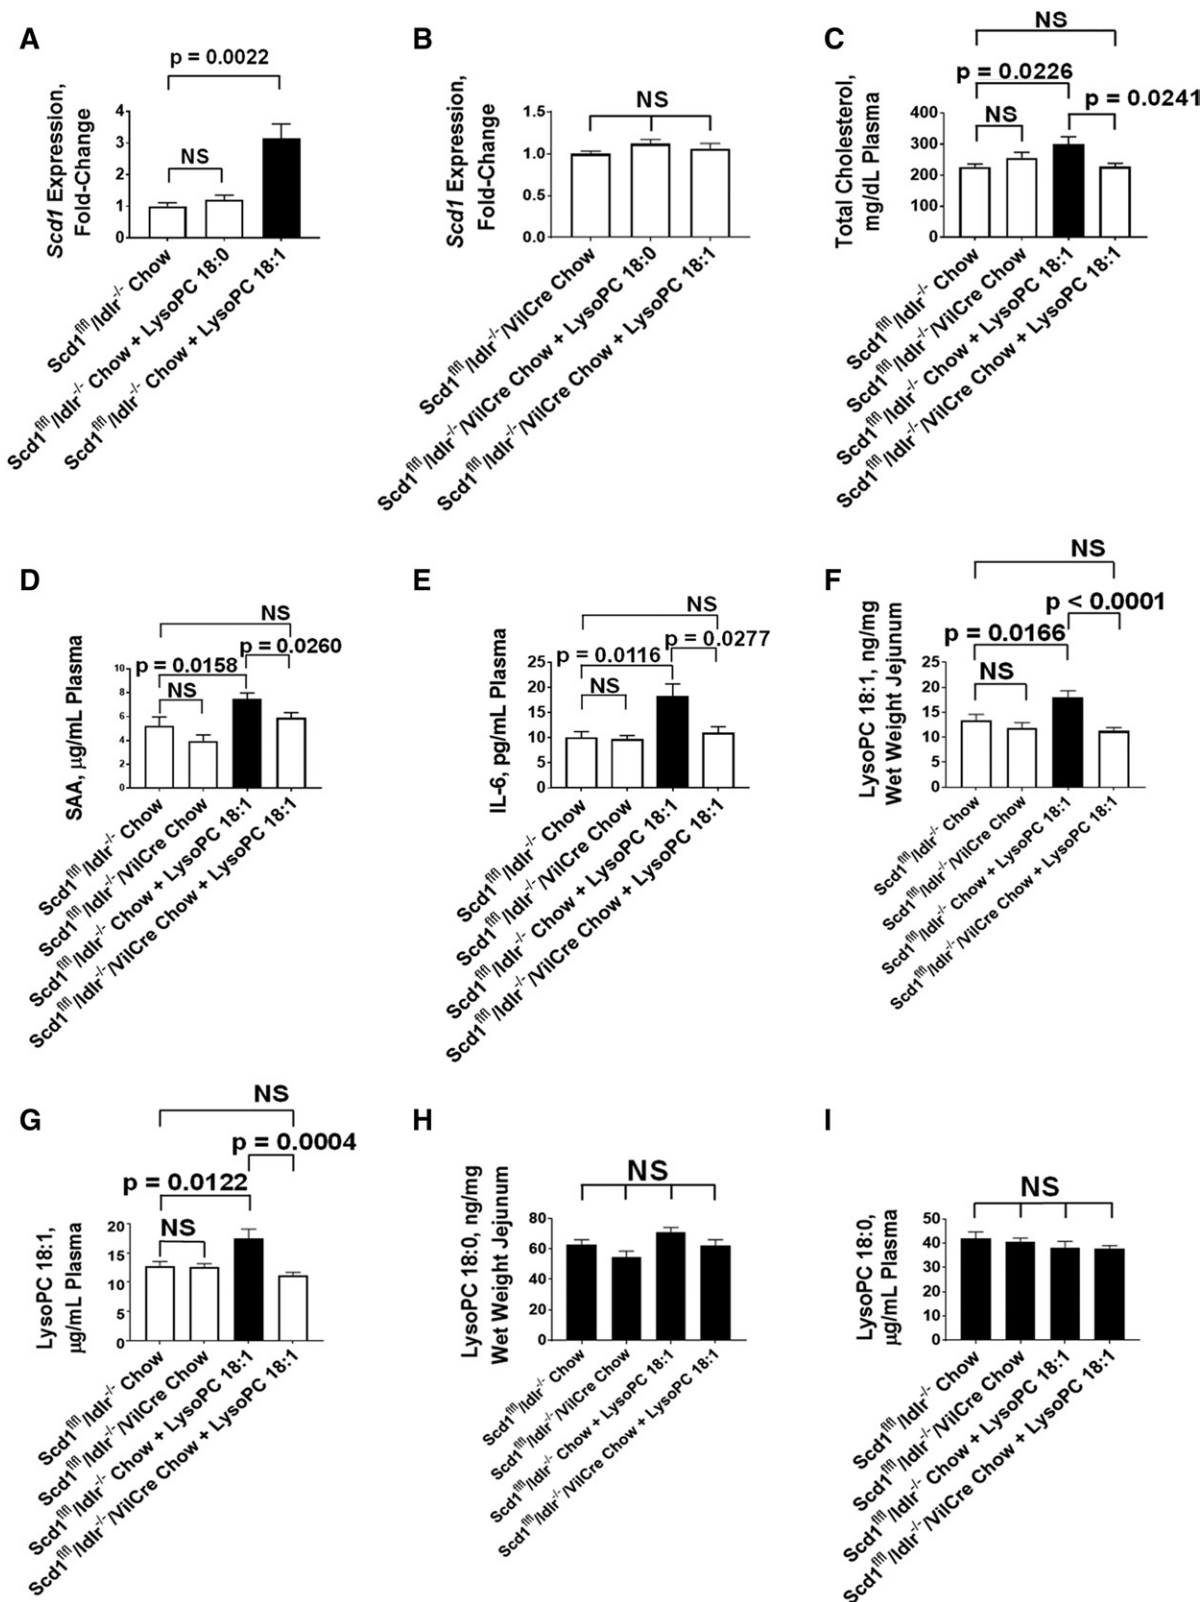 A
p = 0.0022
NS
Scd1 Expression,
Fold-Change
4
3
2
1
0
Scd1fl/fl/ldlr-/- Chow
Scd1fl/fl/ldlr-/- Chow + LysoPC 18:0
Scd1fl/fl/ldlr-/- Chow + LysoPC 18:1
B
NS
Scd1 Expression,
Fold-Change
1.5
1.0
0.5
0.0
Scd1fl/fl/ldlr-/-/VilCre Chow
Scd1fl/fl/ldlr-/-/VilCre Chow + LysoPC 18:0
Scd1fl/fl/ldlr-/-/VilCre Chow + LysoPC 18:1
C
NS
p = 0.0226
p = 0.0241
NS
Total Cholesterol,
mg/dL Plasma
400
300
200
100
0
Scd1fl/fl/ldlr-/- Chow
Scd1fl/fl/ldlr-/-/VilCre Chow
Scd1fl/fl/ldlr-/- Chow + LysoPC 18:1
Scd1fl/fl/ldlr-/-/VilCre Chow + LysoPC 18:1
D
NS
p = 0.0260
p = 0.0158
NS
SAA, μg/mL Plasma
10
8
6
4
2
0
Scd1fl/fl/ldlr-/- Chow
Scd1fl/fl/ldlr-/-/VilCre Chow
Scd1fl/fl/ldlr-/- Chow + LysoPC 18:1
Scd1fl/fl/ldlr-/-/VilCre Chow + LysoPC 18:1
E
NS
p = 0.0277
p = 0.0116
NS
IL-6, pg/mL Plasma
25
20
15
10
5
0
Scd1fl/fl/ldlr-/- Chow
Scd1fl/fl/ldlr-/-/VilCre Chow
Scd1fl/fl/ldlr-/- Chow + LysoPC 18:1
Scd1fl/fl/ldlr-/-/VilCre Chow + LysoPC 18:1
F
NS
p < 0.0001
p = 0.0166
NS
LysoPC 18:1, ng/mg
Wet Weight Jejunum
25
20
15
10
5
0
Scd1fl/fl/ldlr-/- Chow
Scd1fl/fl/ldlr-/-/VilCre Chow
Scd1fl/fl/ldlr-/- Chow + LysoPC 18:1
Scd1fl/fl/ldlr-/-/VilCre Chow + LysoPC 18:1
G
NS
p = 0.0004
p = 0.0122
NS
LysoPC 18:1,
μg/mL Plasma
20
15
10
5
0
Scd1fl/fl/ldlr-/- Chow
Scd1fl/fl/ldlr-/-/VilCre Chow
Scd1fl/fl/ldlr-/- Chow + LysoPC 18:1
Scd1fl/fl/ldlr-/-/VilCre Chow + LysoPC 18:1
H
NS
LysoPC 18:0, ng/mg
Wet Weight Jejunum
80
60
40
20
0
Scd1fl/fl/ldlr-/- Chow
Scd1fl/fl/ldlr-/-/VilCre Chow
Scd1fl/fl/ldlr-/- Chow + LysoPC 18:1
Scd1fl/fl/ldlr-/-/VilCre Chow + LysoPC 18:1
I
NS
LysoPC 18:0,
μg/mL Plasma
50
40
30
20
10
0
Scd1fl/fl/ldlr-/- Chow
Scd1fl/fl/ldlr-/-/VilCre Chow
Scd1fl/fl/ldlr-/- Chow + LysoPC 18:1
Scd1fl/fl/ldlr-/-/VilCre Chow + LysoPC 18:1